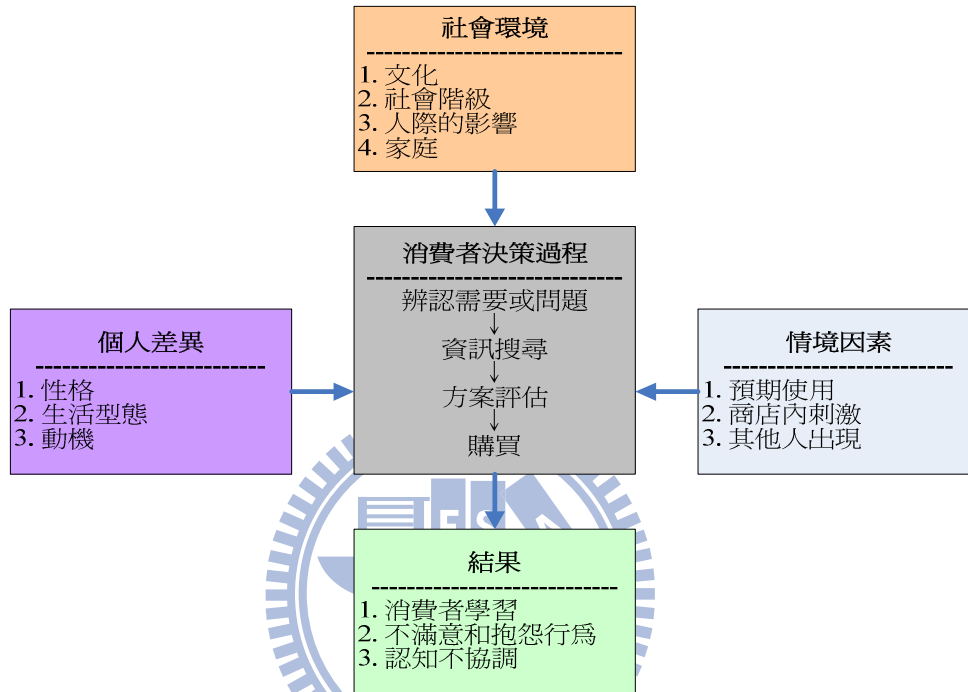 社會環境
1. 文化
2. 社會階級
3. 人際的影響
4. 家庭
消費者決策過程
辨認需要或問題
資訊搜尋
方案評估
購買
個人差異
1. 性格
2. 生活型態
3. 動機
情境因素
1. 預期使用
2. 商店內刺激
3. 其他人出現
結果
1. 消費者學習
2. 不滿意和抱怨行為
3. 認知不協調